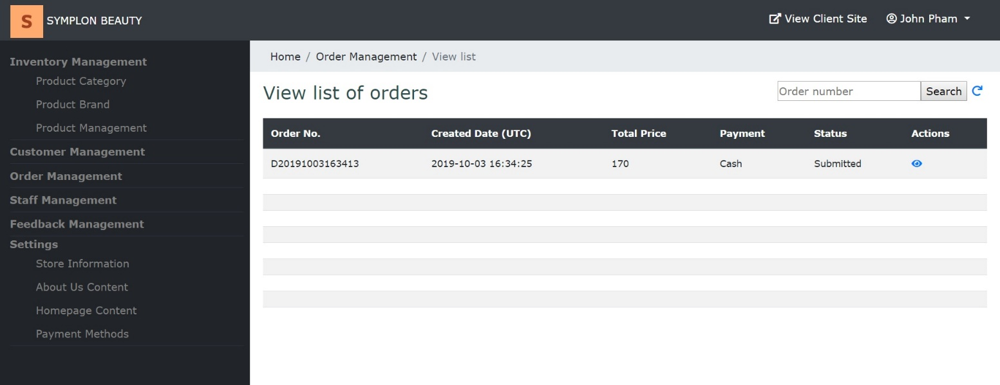 S SYMPLON BEAUTY
View Client Site John Pham
Inventory Management
Product Category
Product Brand
Product Management
Customer Management
Order Management
Staff Management
Feedback Management
Settings
Store Information
About Us Content
Homepage Content
Payment Methods
Home / Order Management / View list
View list of orders
Order number Search
Order No. Created Date (UTC) Total Price Payment Status Actions
D20191003163413 2019-10-03 16:34:25 170 Cash Submitted